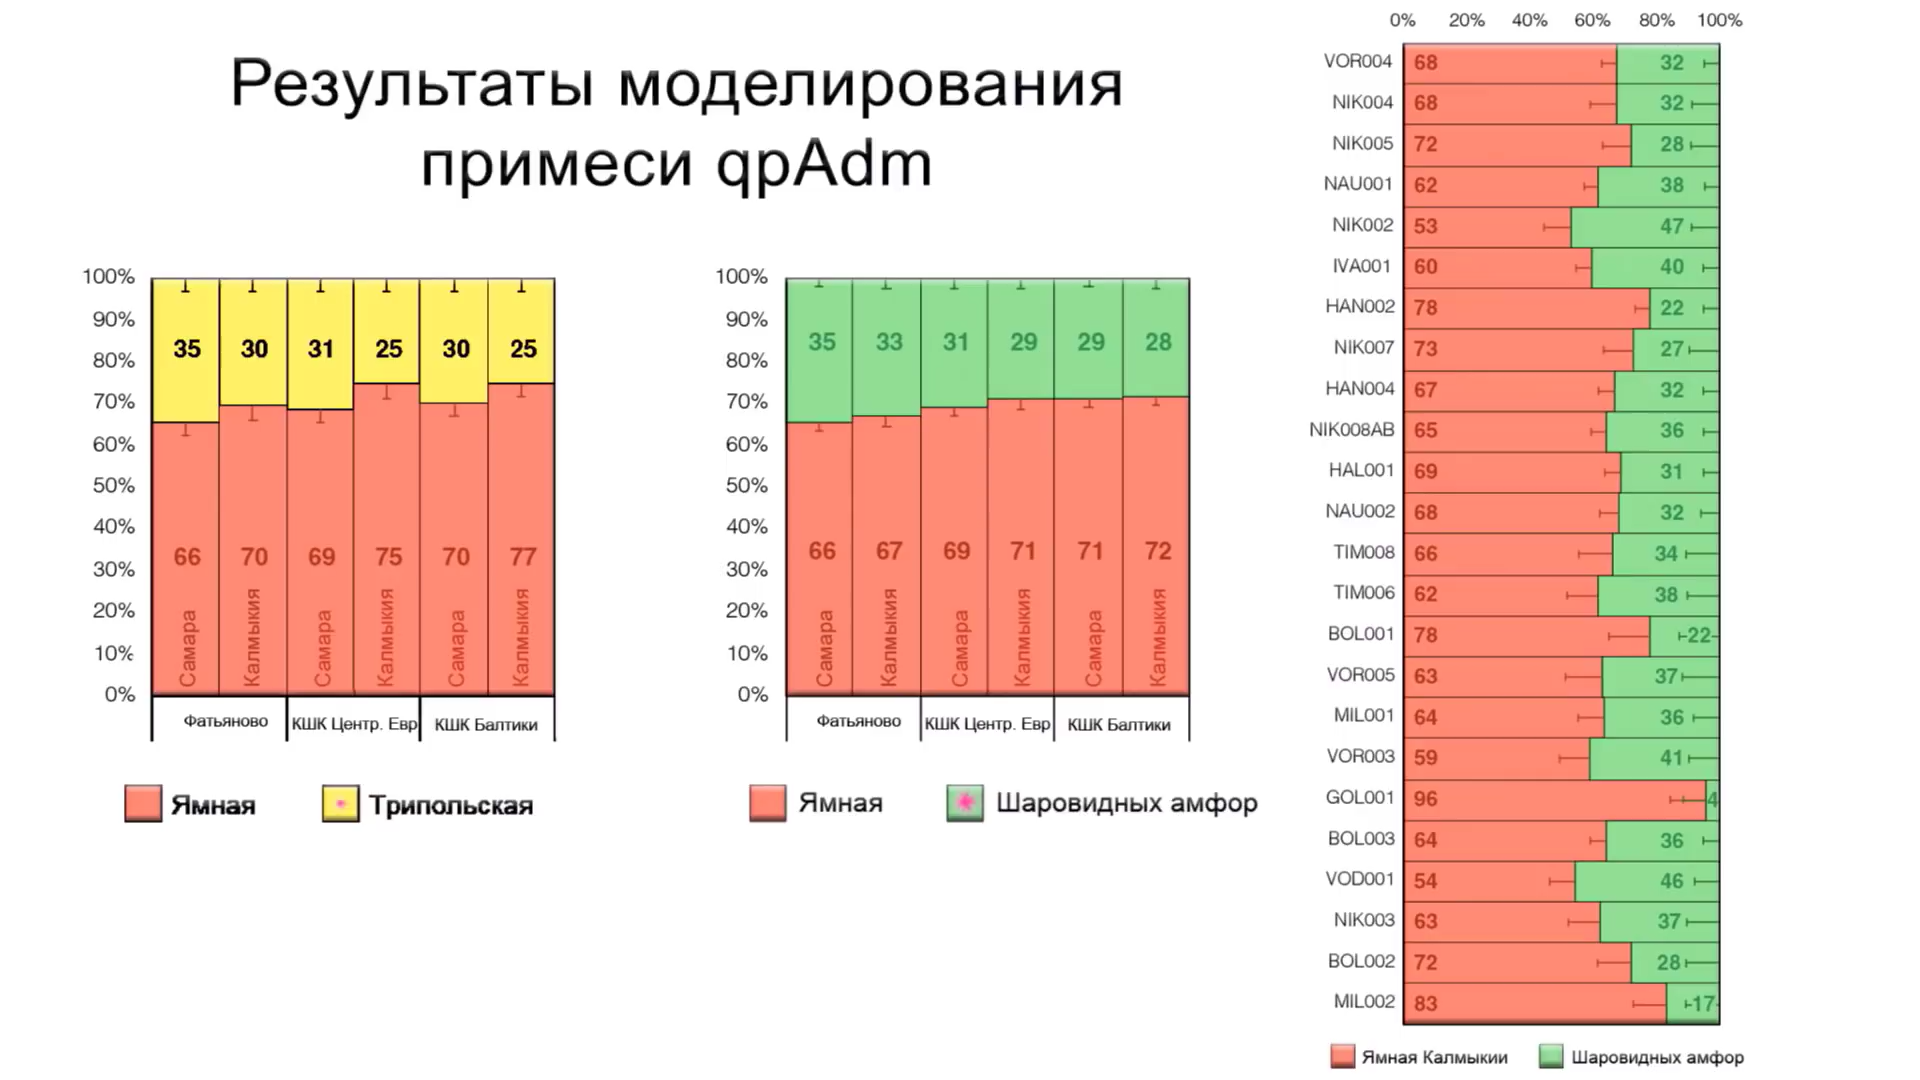 Результаты моделирования
примеси qpAdm
100%
90%
80%
70%
60%
50%
40%
30%
20%
10%
0%
35 30 31 25 30 25
66 70 69 75 70 77
Самара Калмыкия Самара Калмыкия Самара Калмыкия
Фатьяново КШК Центр. Евр КШК Балтики
Ямная Трипольская
100%
90%
80%
70%
60%
50%
40%
30%
20%
10%
0%
35 33 31 29 29 28
66 67 69 71 71 72
Самара Калмыкия Самара Калмыкия Самара Калмыкия
Фатьяново КШК Центр. Евр КШК Балтики
Ямная Шаровидных амфор
0% 20% 40% 60% 80% 100%
VOR004 68 32
NIK004 68 32
NIK005 72 28
NAU001 62 38
NIK002 53 47
IVA001 60 40
HAN002 78 22
NIK007 73 27
HAN004 67 32
NIK008AB 65 36
HAL001 69 31
NAU002 68 32
TIM008 66 34
TIM006 62 38
BOL001 78 22
VOR005 63 37
MIL001 64 36
VOR003 59 41
GOL001 96 4
BOL003 64 36
VOD001 54 46
NIK003 63 37
BOL002 72 28
MIL002 83 17
Ямная Калмыкии Шаровидных амфор